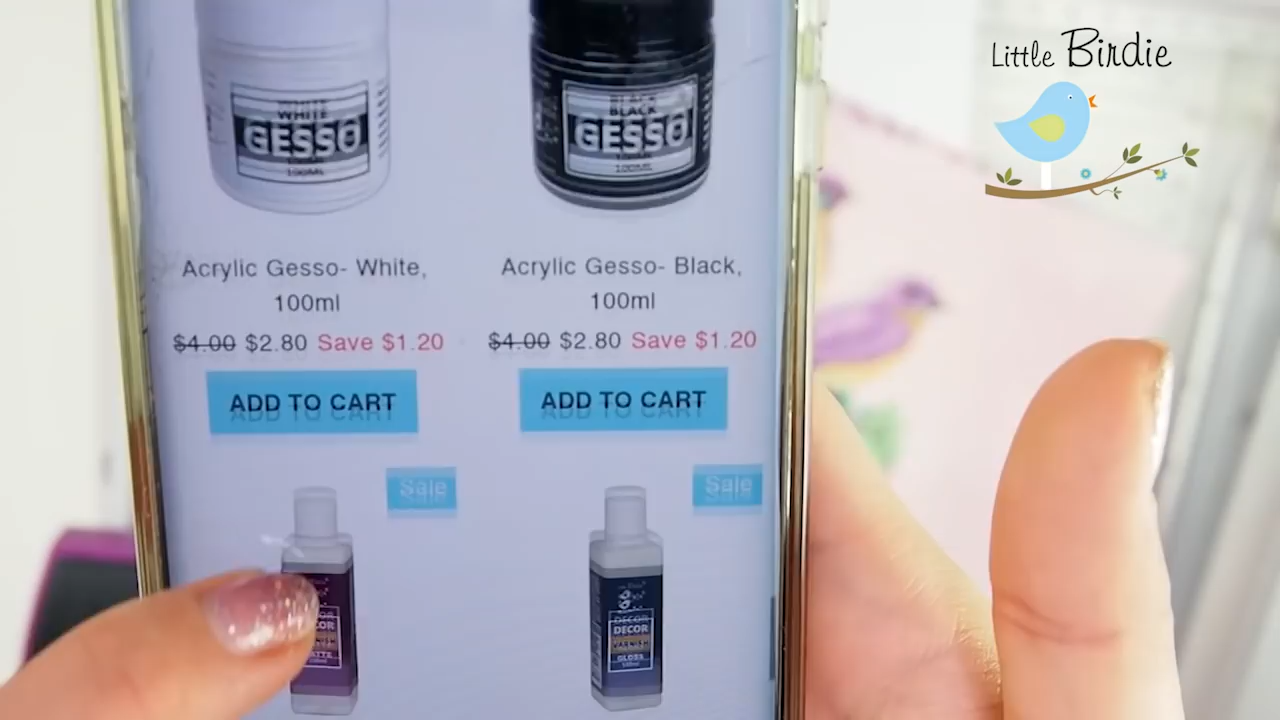 Little Birdie
WHITE
GESSO
100ML
BLACK
GESSO
100ML
Acrylic Gesso- White,
100ml
$4.00 $2.80 Save $1.20
ADD TO CART
Acrylic Gesso- Black,
100ml
$4.00 $2.80 Save $1.20
ADD TO CART
Sale
Sale
DECOR
VARNISH
GLOSS